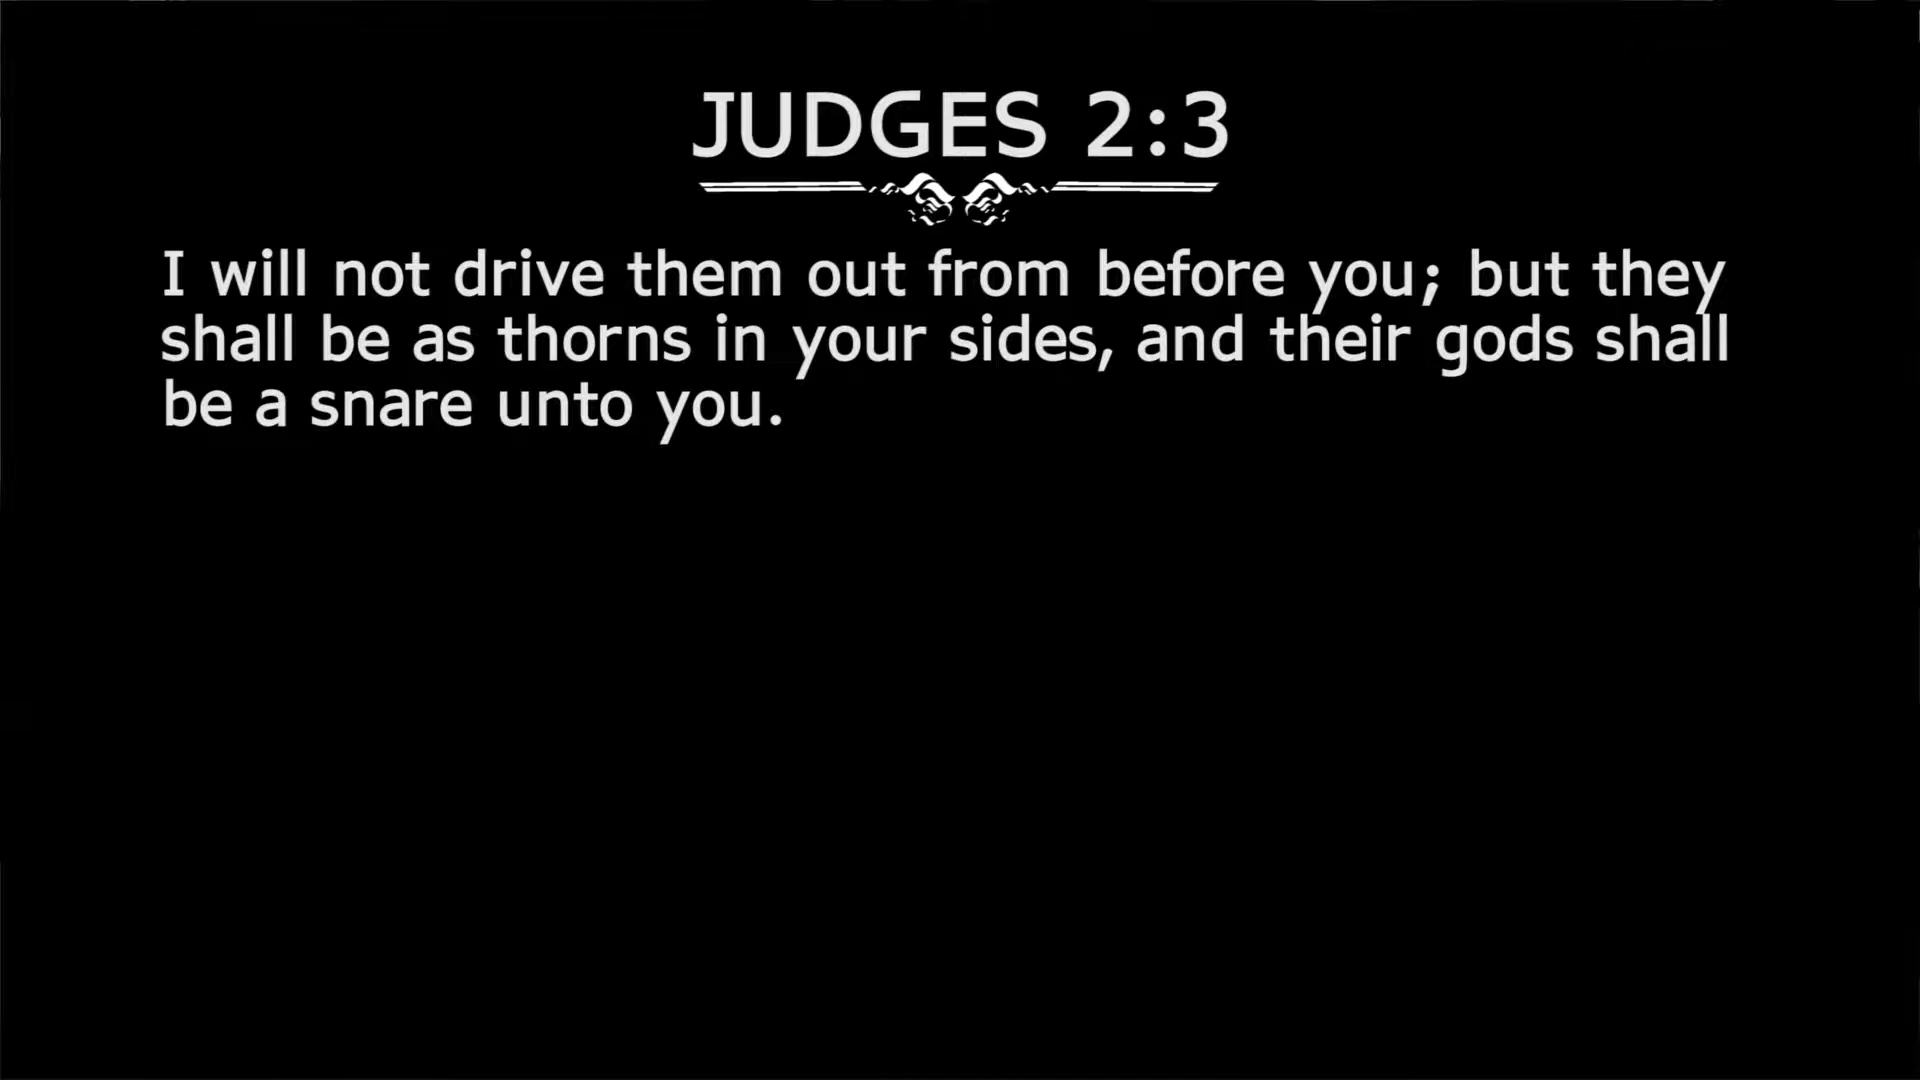 JUDGES 2:3
I will not drive them out from before you; but they
shall be as thorns in your sides, and their gods shall
be a snare unto you.